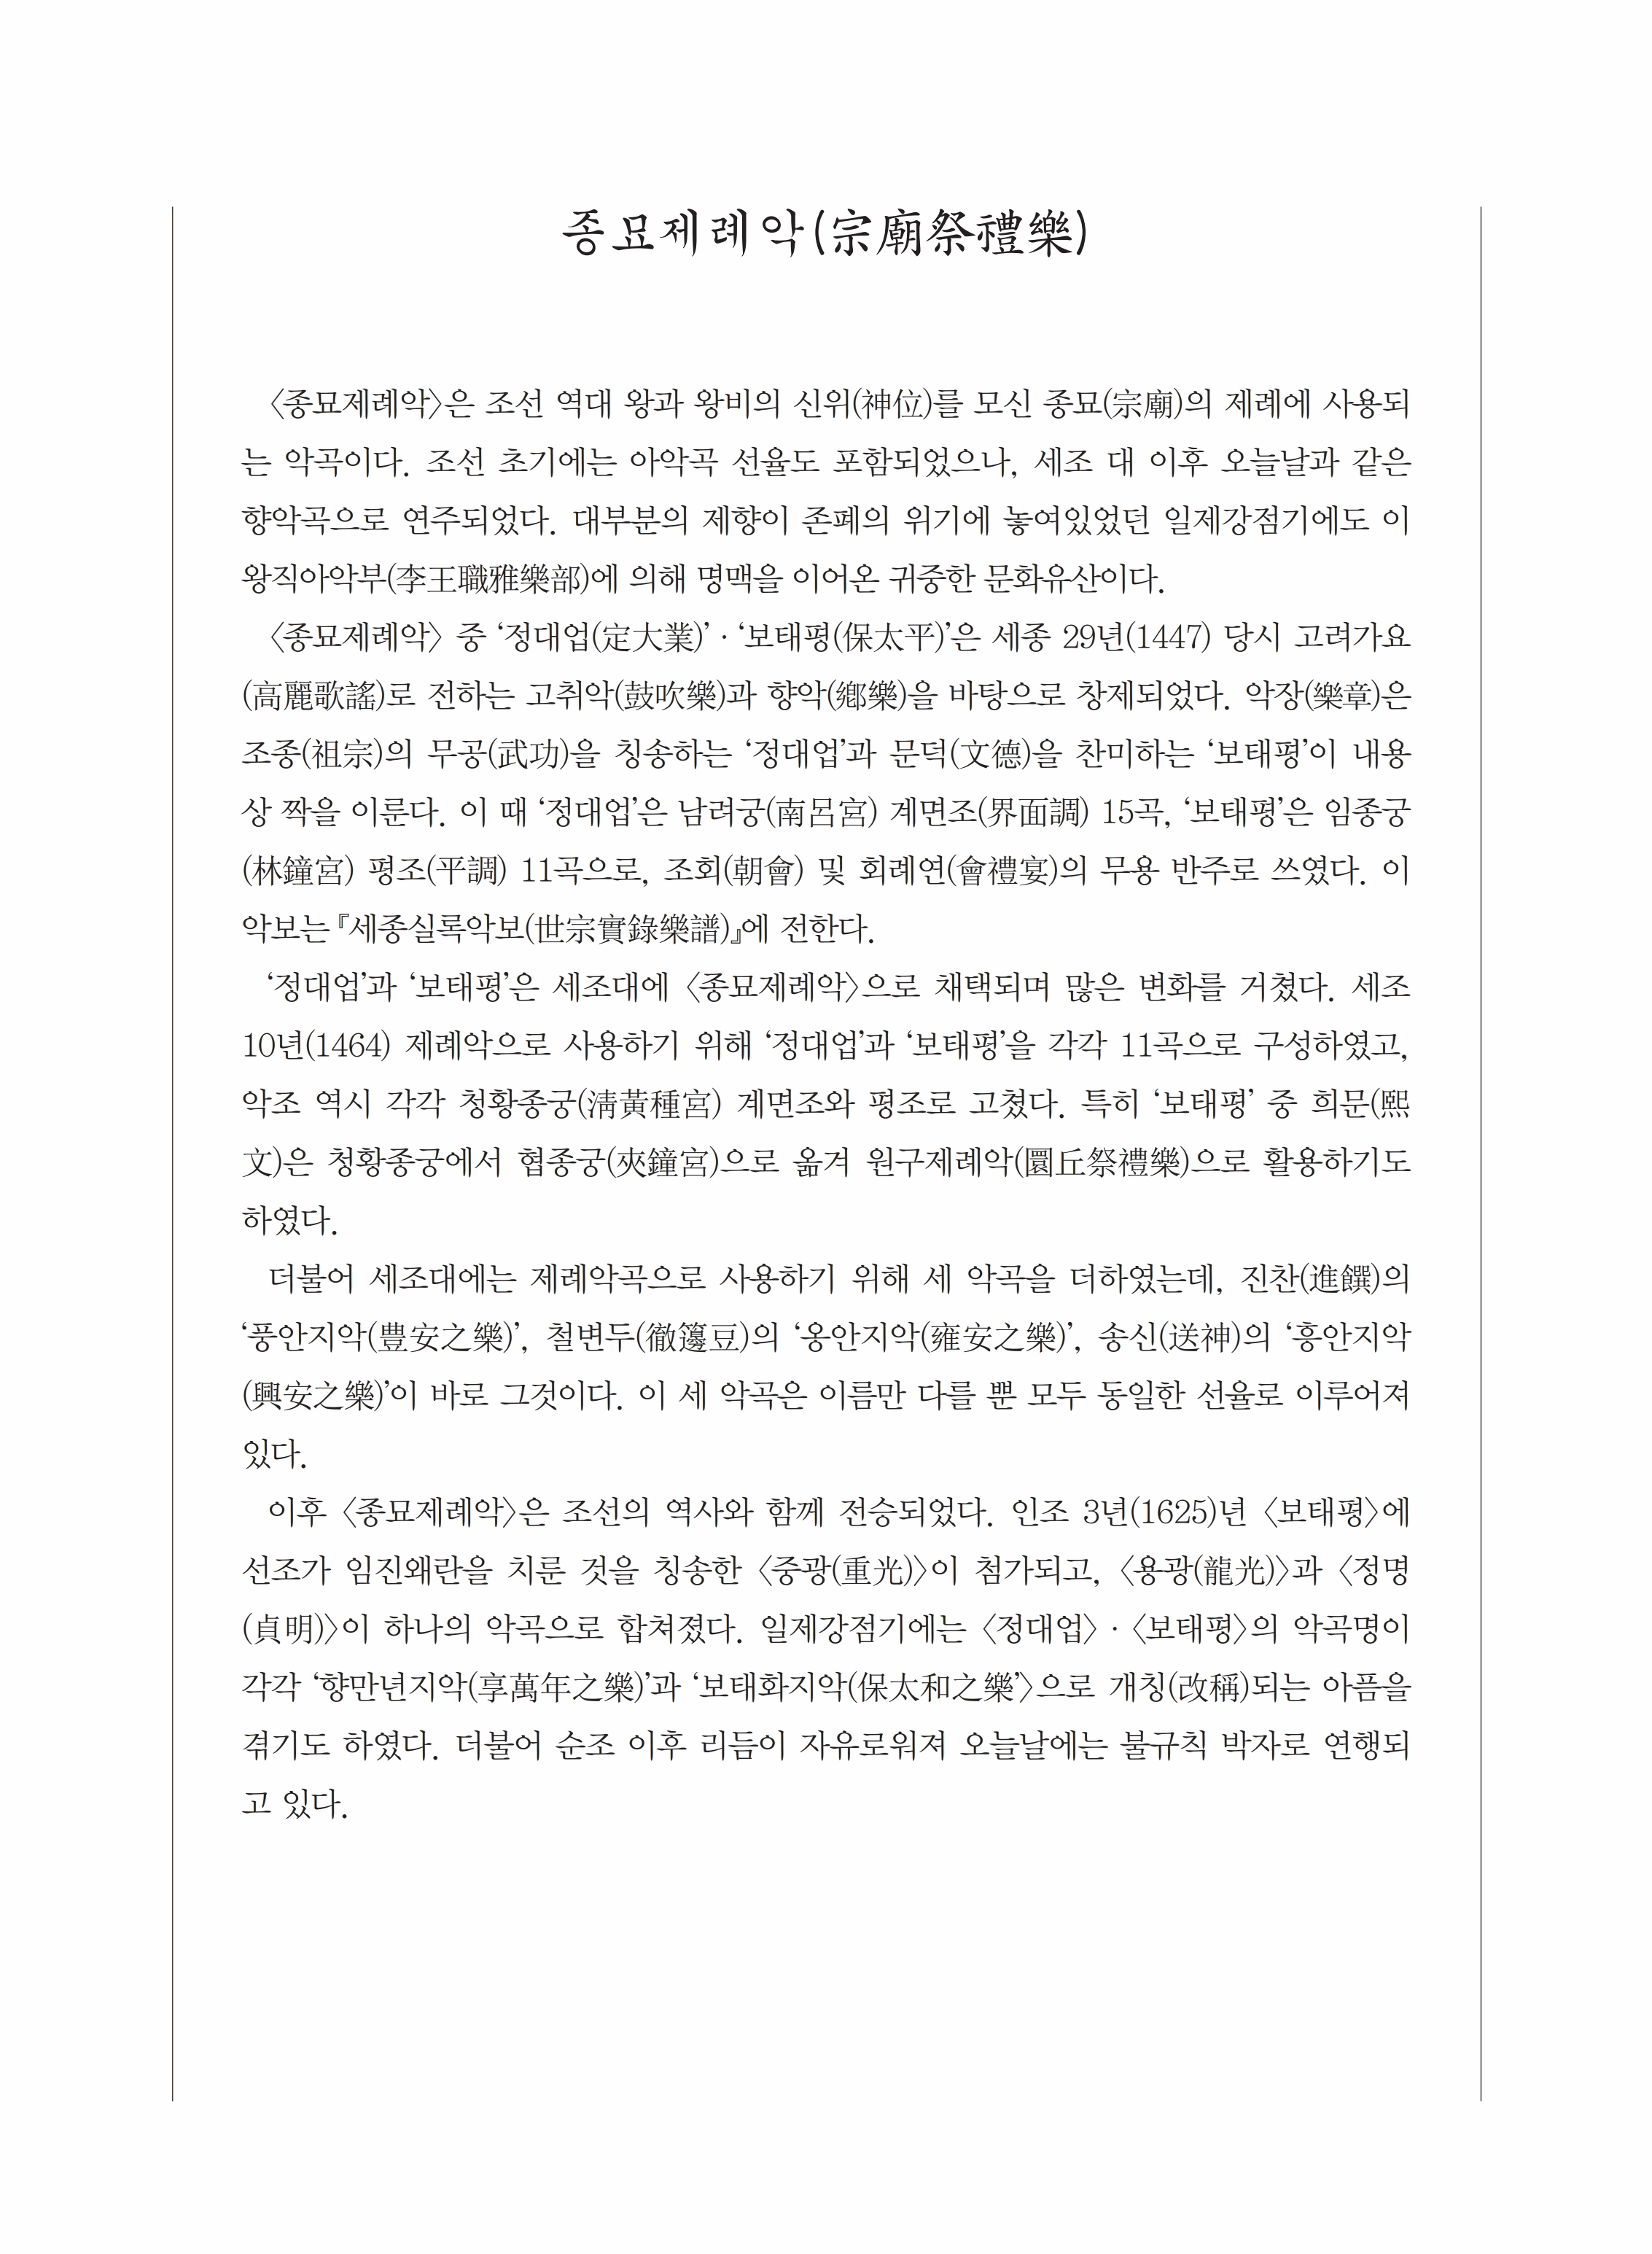 종묘제례악(宗廟祭禮樂)
〈종묘제례악〉은 조선 역대 왕과 왕비의 신위(神位)를 모신 종묘(宗廟)의 제례에 사용되
는 악곡이다. 조선 초기에는 아악곡 선율도 포함되었으나, 세조 대 이후 오늘날과 같은
향악곡으로 연주되었다. 대부분의 제향이 존폐의 위기에 놓여있었던 일제강점기에도 이
왕직아악부(李王職雅樂部)에 의해 명맥을 이어온 귀중한 문화유산이다.
〈종묘제례악〉 중 ‘정대업(定大業)’·‘보태평(保太平)’은 세종 29년(1447) 당시 고려가요
(高麗歌謠)로 전하는 고취악(鼓吹樂)과 향악(鄕樂)을 바탕으로 창제되었다. 악장(樂章)은
조종(祖宗)의 무공(武功)을 칭송하는 ‘정대업’과 문덕(文德)을 찬미하는 ‘보태평’이 내용
상 짝을 이룬다. 이 때 ‘정대업’은 남려궁(南呂宮) 계면조(界面調) 15곡, ‘보태평’은 임종궁
(林鐘宮) 평조(平調) 11곡으로, 조회(朝會) 및 회례연(會禮宴)의 무용 반주로 쓰였다. 이
악보는『세종실록악보(世宗實錄樂譜)』에 전한다.
‘정대업’과 ‘보태평’은 세조대에 〈종묘제례악〉으로 채택되며 많은 변화를 거쳤다. 세조
10년(1464) 제례악으로 사용하기 위해 ‘정대업’과 ‘보태평’을 각각 11곡으로 구성하였고,
악조 역시 각각 청황종궁(淸黃種宮) 계면조와 평조로 고쳤다. 특히 ‘보태평’ 중 희문(熙
文)은 청황종궁에서 협종궁(夾鐘宮)으로 옮겨 원구제례악(圜丘祭禮樂)으로 활용하기도
하였다.
더불어 세조대에는 제례악곡으로 사용하기 위해 세 악곡을 더하였는데, 진찬(進饌)의
‘풍안지악(豊安之樂)’, 철변두(徹籩豆)의 ‘옹안지악(雍安之樂)’, 송신(送神)의 ‘흥안지악
(興安之樂)’이 바로 그것이다. 이 세 악곡은 이름만 다를 뿐 모두 동일한 선율로 이루어져
있다.
이후 〈종묘제례악〉은 조선의 역사와 함께 전승되었다. 인조 3년(1625)년 〈보태평〉에
선조가 임진왜란을 치룬 것을 칭송한 〈중광(重光)〉이 첨가되고, 〈용광(龍光)〉과 〈정명
(貞明)〉이 하나의 악곡으로 합쳐졌다. 일제강점기에는 〈정대업〉·〈보태평〉의 악곡명이
각각 ‘향만년지악(享萬年之樂)’과 ‘보태화지악(保太和之樂’〉으로 개칭(改稱)되는 아픔을
겪기도 하였다. 더불어 순조 이후 리듬이 자유로워져 오늘날에는 불규칙 박자로 연행되
고 있다.